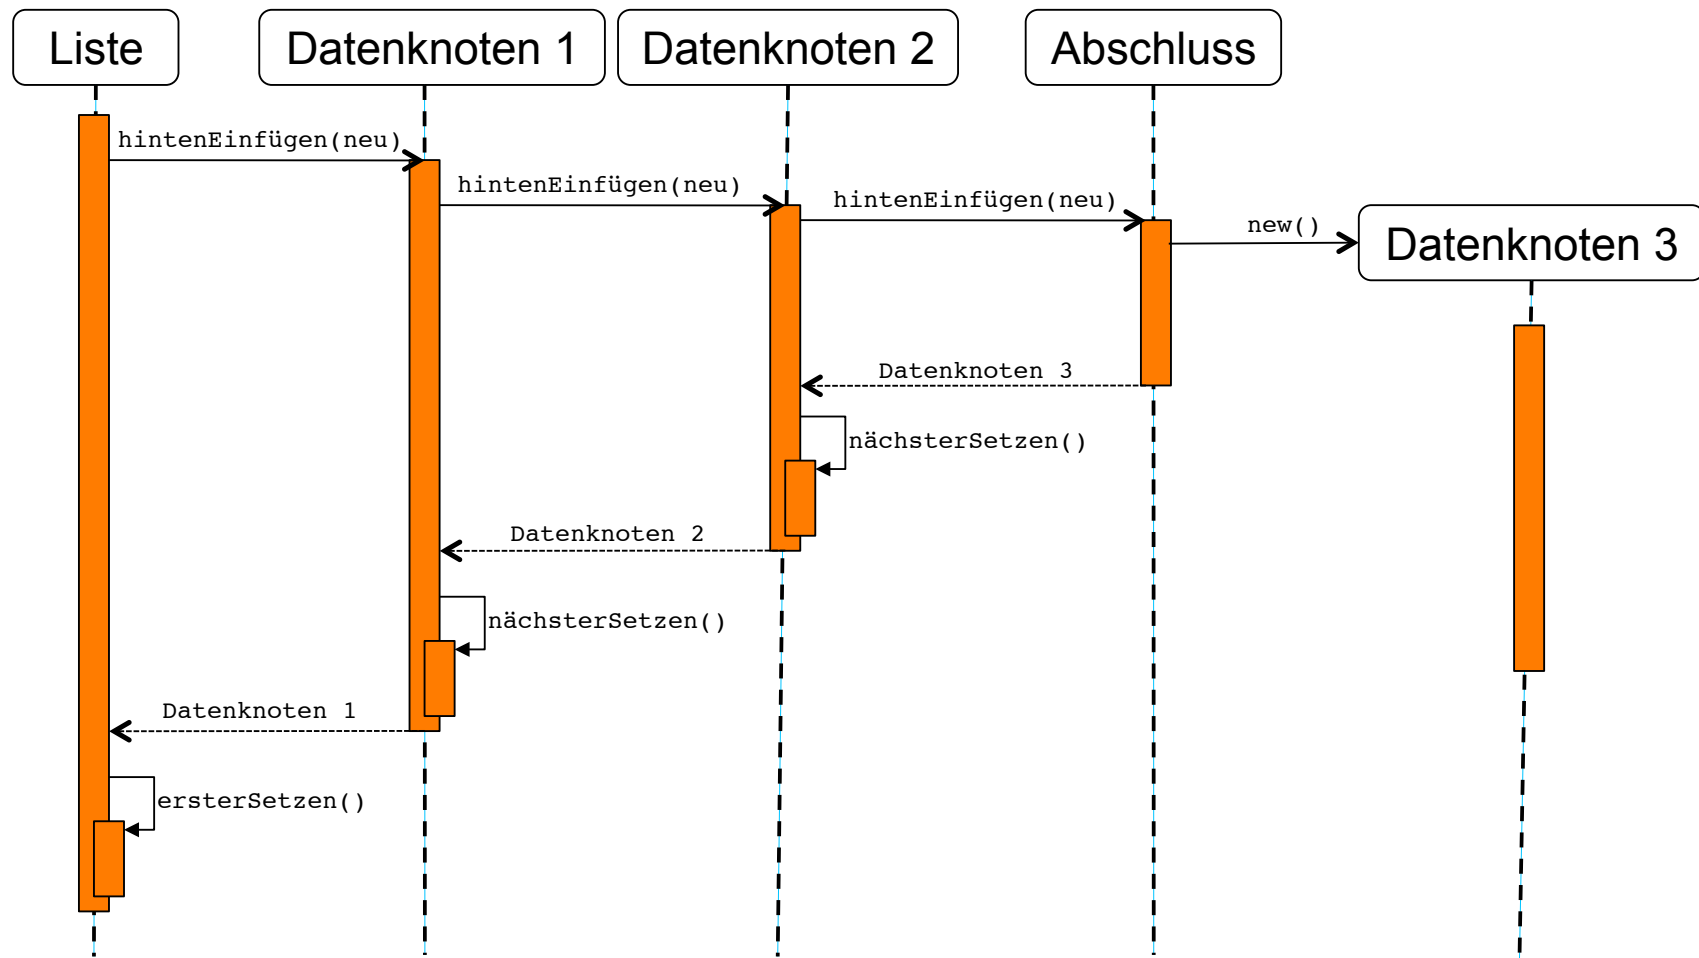 Liste
Datenknoten 1
Datenknoten 2
Abschluss
hintenEinfügen(neu)
hintenEinfügen(neu)
hintenEinfügen(neu)
new()
Datenknoten 3
Datenknoten 3
nächsterSetzen()
Datenknoten 2
nächsterSetzen()
Datenknoten 1
ersterSetzen()